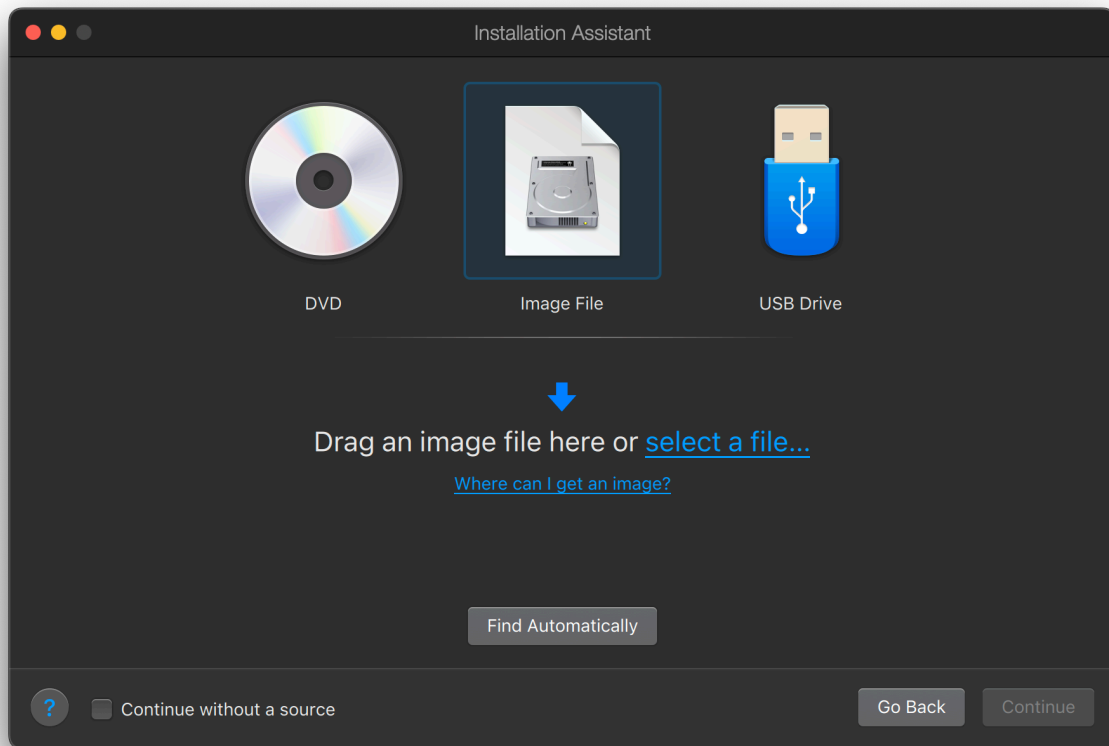 Installation Assistant
DVD
Image File
USB Drive
Drag an image file here or select a file...
Where can I get an image?
Find Automatically
? Continue without a source
Go Back
Continue